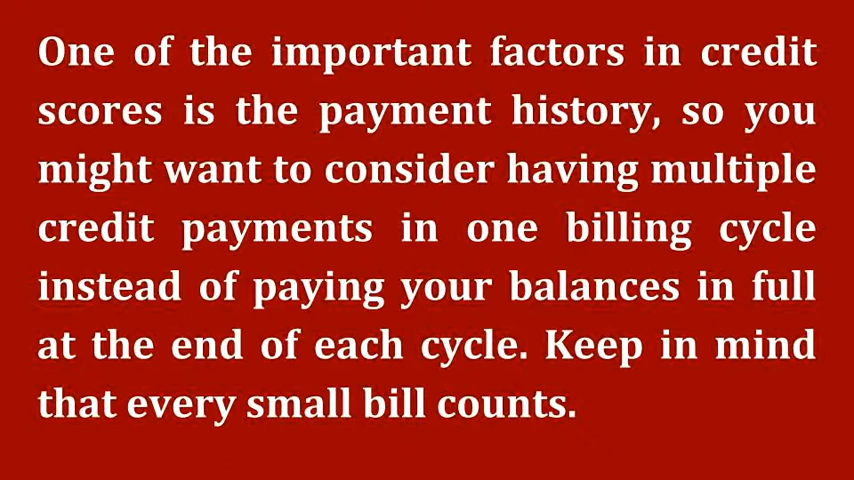 One of the important factors in credit
scores is the payment history, so you
might want to consider having multiple
credit payments in one billing cycle
instead of paying your balances in full
at the end of each cycle. Keep in mind
that every small bill counts.